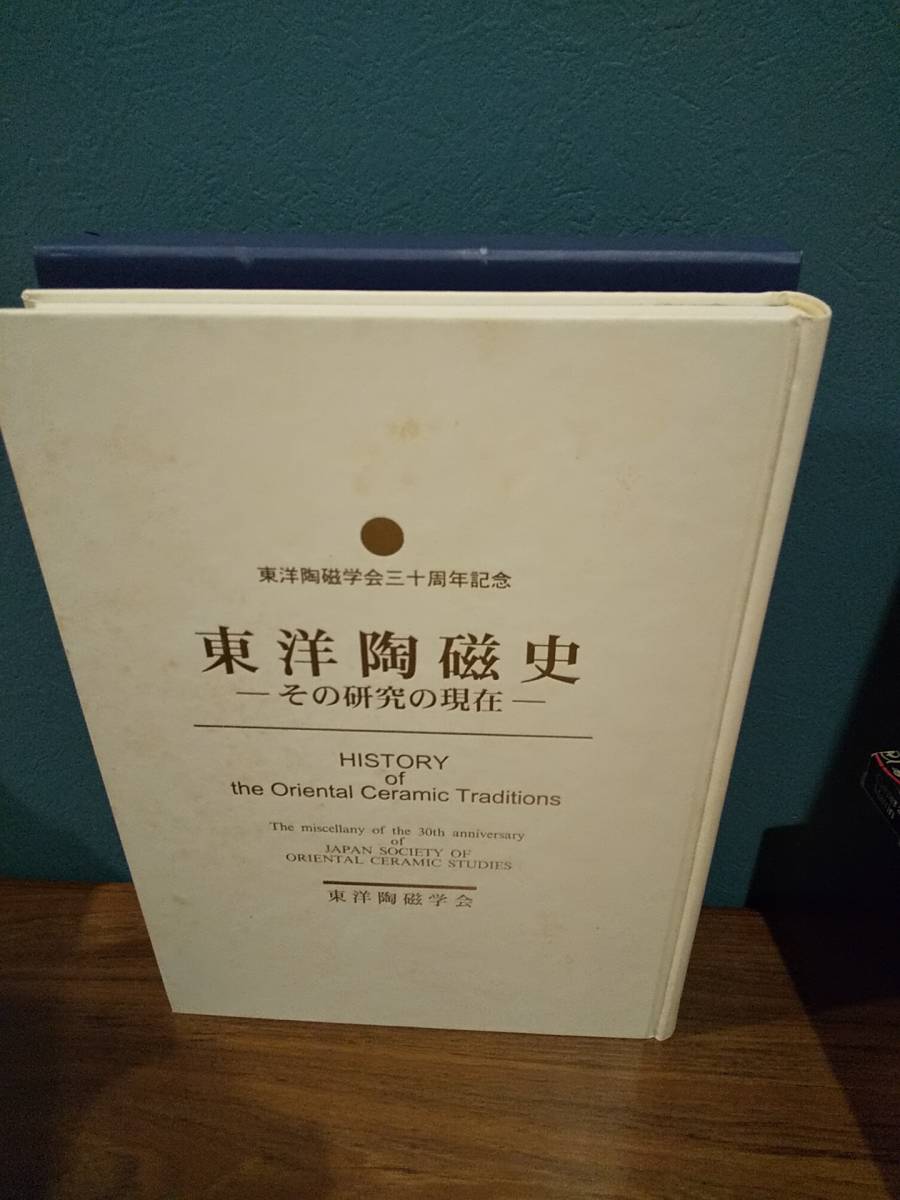 東洋陶磁学会三十周年記念
東洋陶磁史
―その研究の現在―
HISTORY
of
the Oriental Ceramic Traditions
The miscellany of the 30th anniversary
of
JAPAN SOCIETY OF
ORIENTAL CERAMIC STUDIES
東洋陶磁学会